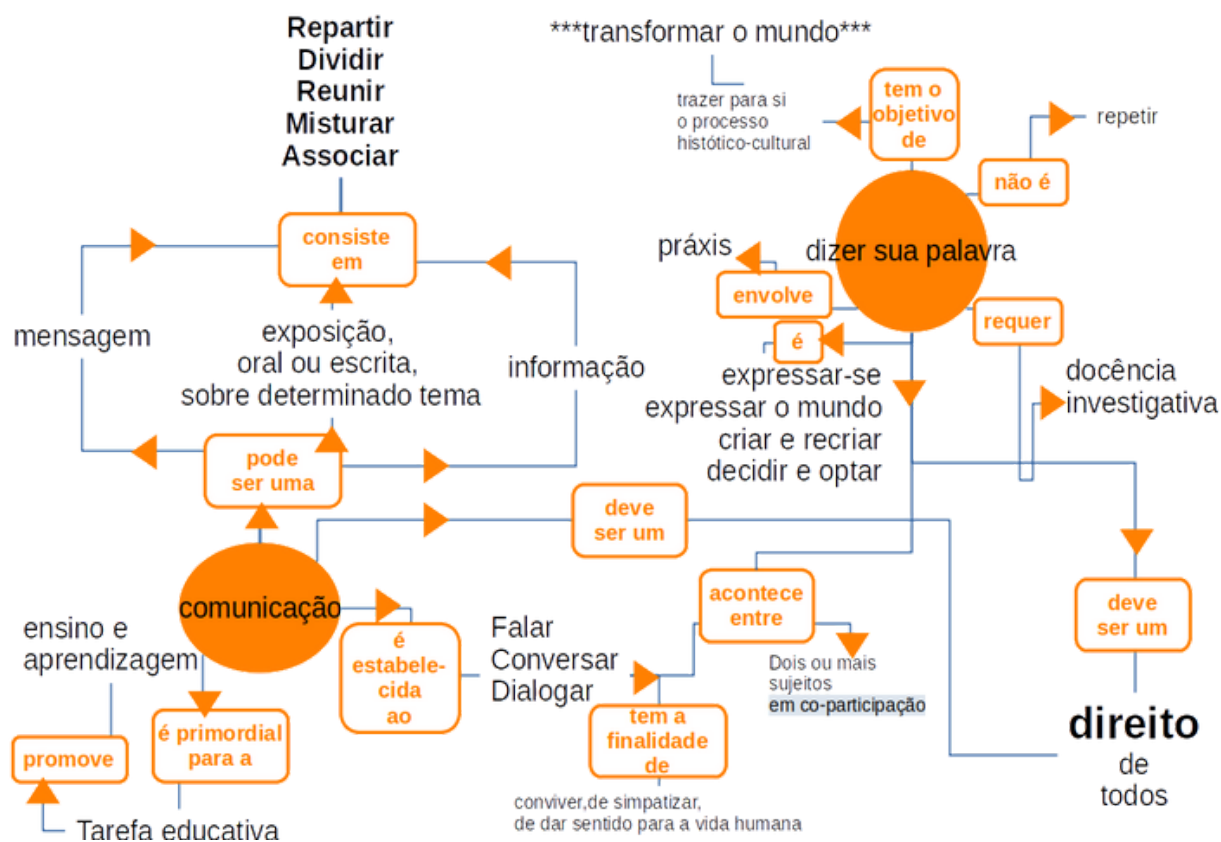 Repartir
Dividir
Reunir
Misturar
Associar
***transformar o mundo***
trazer para si
o processo
histótico-cultural
tem o
objetivo
de
não é
repetir
consiste
em
dizer sua palavra
práxis
envolve
requer
é
mensagem
exposição,
oral ou escrita,
sobre determinado tema
informação
expressar-se
expressar o mundo
criar e recriar
decidir e optar
docência
investigativa
pode
ser uma
deve
ser um
comunicação
acontece
entre
deve
ser um
ensino e
aprendizagem
é
estabele-
cida
ao
Falar
Conversar
Dialogar
Dois ou mais
sujeitos
em co-participação
promove
é primordial
para a
tem a
finalidade
de
direito
de
todos
Tarefa educativa
conviver,de simpatizar,
de dar sentido para a vida humana